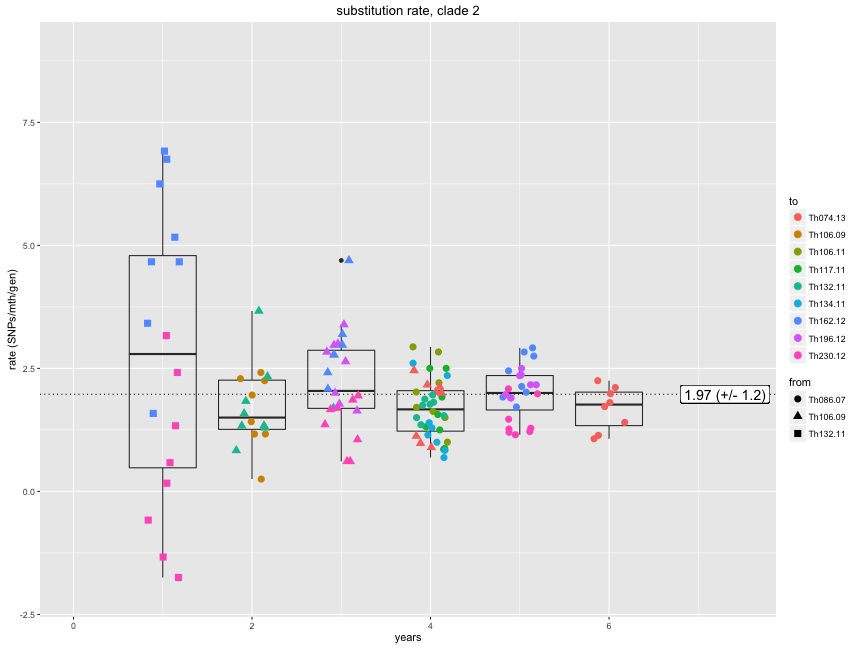 substitution rate, clade 2
rate (SNPs/mth/gen)
7.5
5.0
2.5
0.0
-2.5
0
2
4
6
years
1.97 (+/- 1.2)
to
Th074.13
Th106.09
Th106.11
Th117.11
Th132.11
Th134.11
Th162.12
Th196.12
Th230.12
from
Th086.07
Th106.09
Th132.11